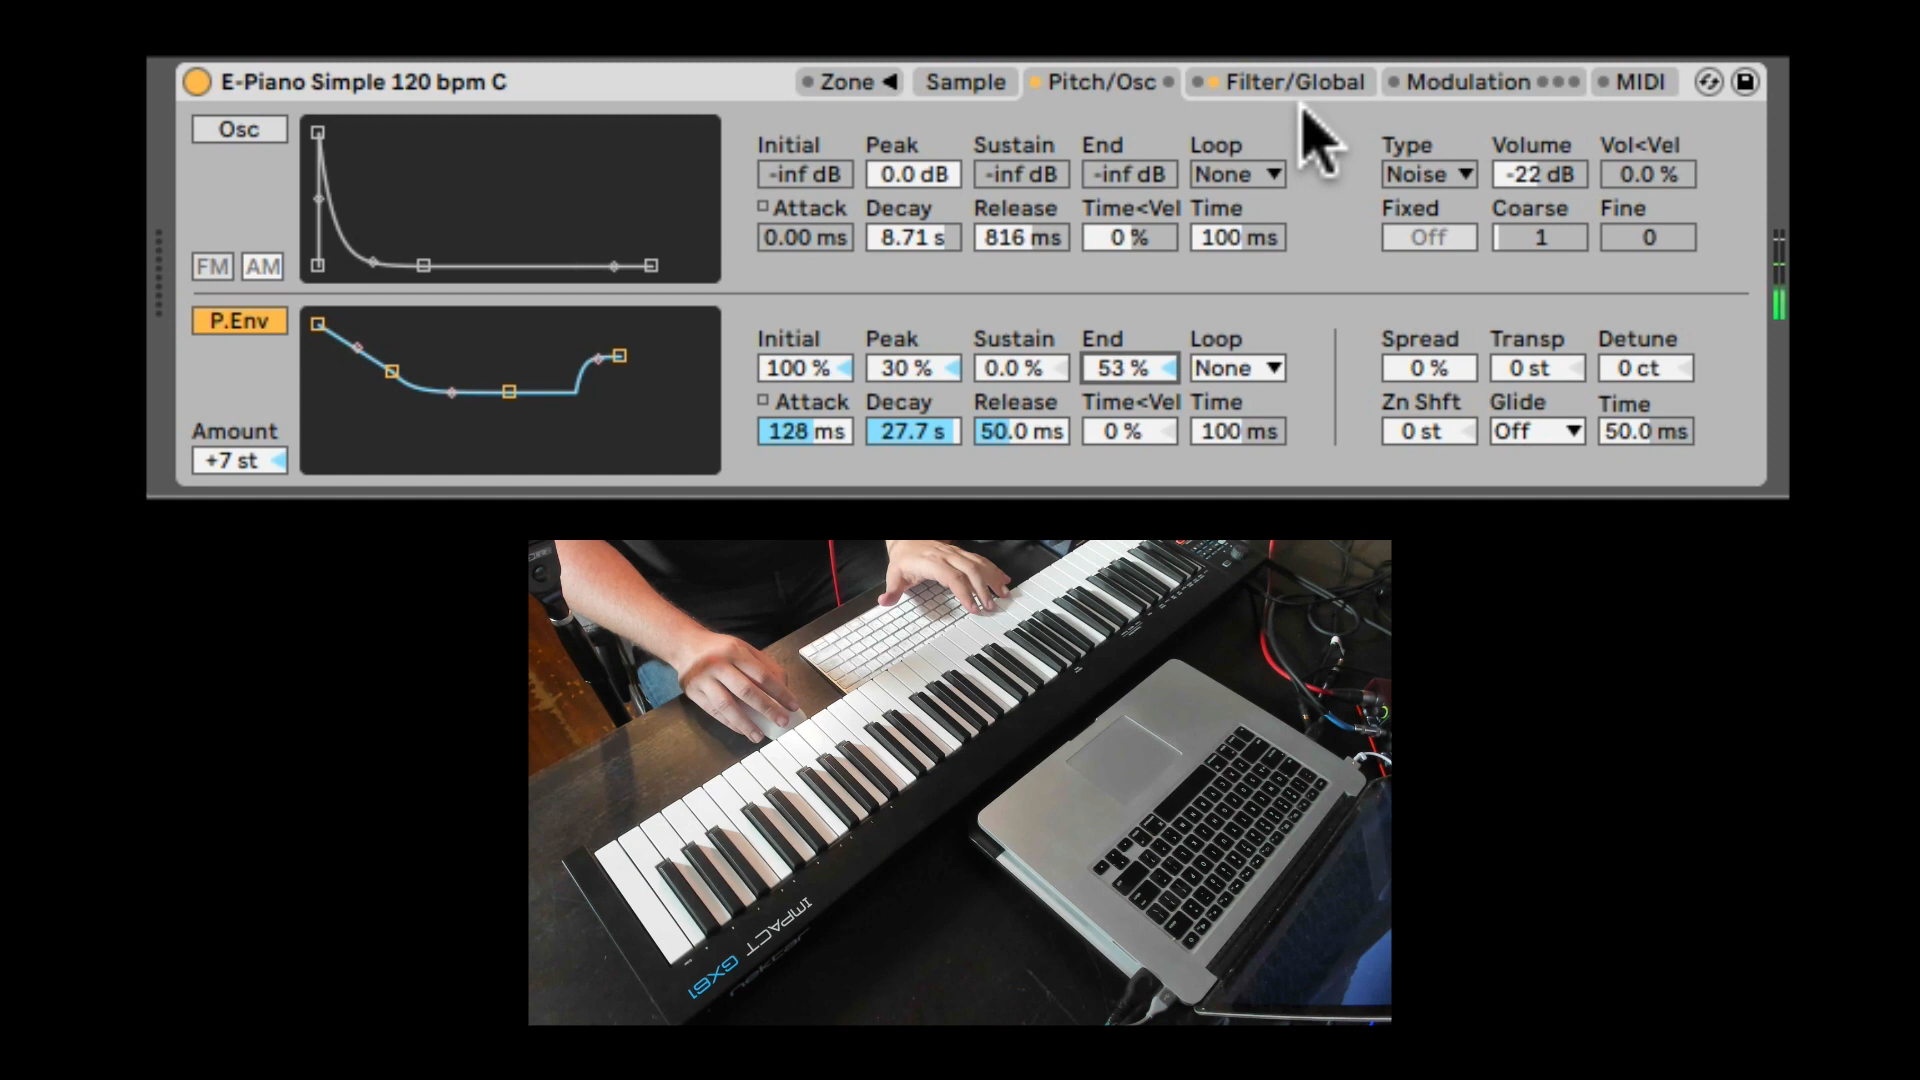 E-Piano Simple 120 bpm C
Zone Sample Pitch/Osc Filter/Global Modulation MIDI
Osc
Initial Peak Sustain End Loop Type Volume Vol<Vel
-inf dB 0.0 dB -inf dB -inf dB None Noise -22 dB 0.0 %
Attack Decay Release Time<Vel Time Fixed Coarse Fine
0.00 ms 8.71 s 816 ms 0 % 100 ms Off 1 0
FM AM
P.Env
Initial Peak Sustain End Loop Spread Transp Detune
100 % 30 % 0.0 % 53 % None 0 % 0 st 0 ct
Attack Decay Release Time<Vel Time Zn Shft Glide Time
128 ms 27.7 s 50.0 ms 0 % 100 ms 0 st Off 50.0 ms
Amount
+7 st
IMPACT GX61